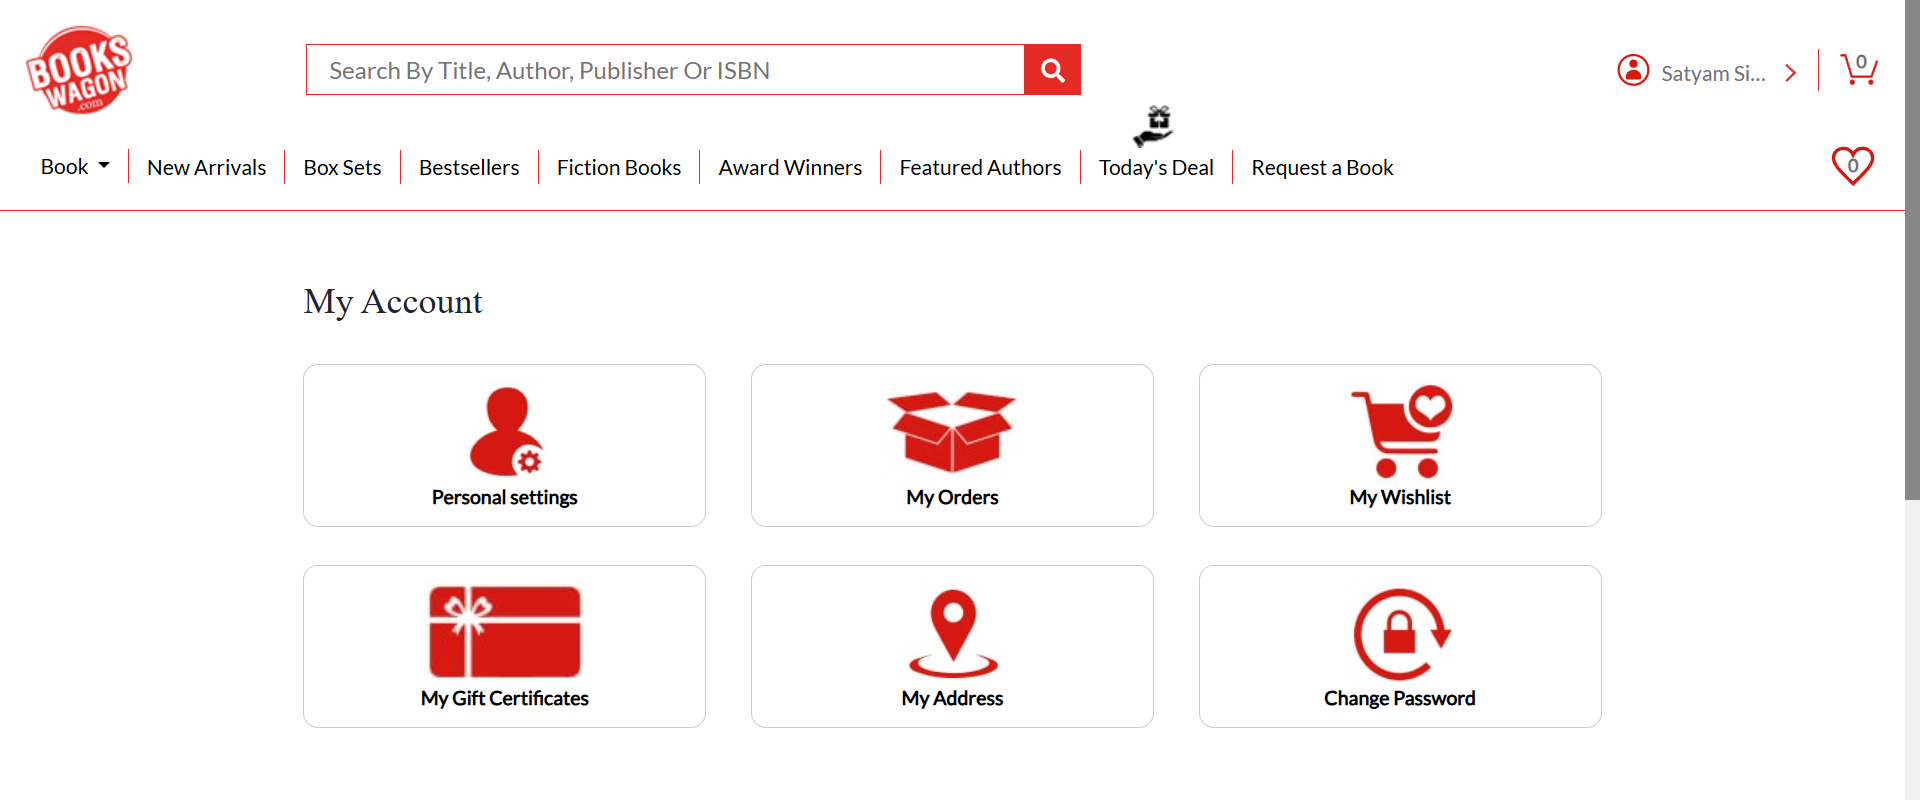 BOOKS
WAGON
.com
Search By Title, Author, Publisher Or ISBN
Satyam Si...
0
Book
New Arrivals
Box Sets
Bestsellers
Fiction Books
Award Winners
Featured Authors
Today's Deal
Request a Book
0
My Account
Personal settings
My Orders
My Wishlist
My Gift Certificates
My Address
Change Password